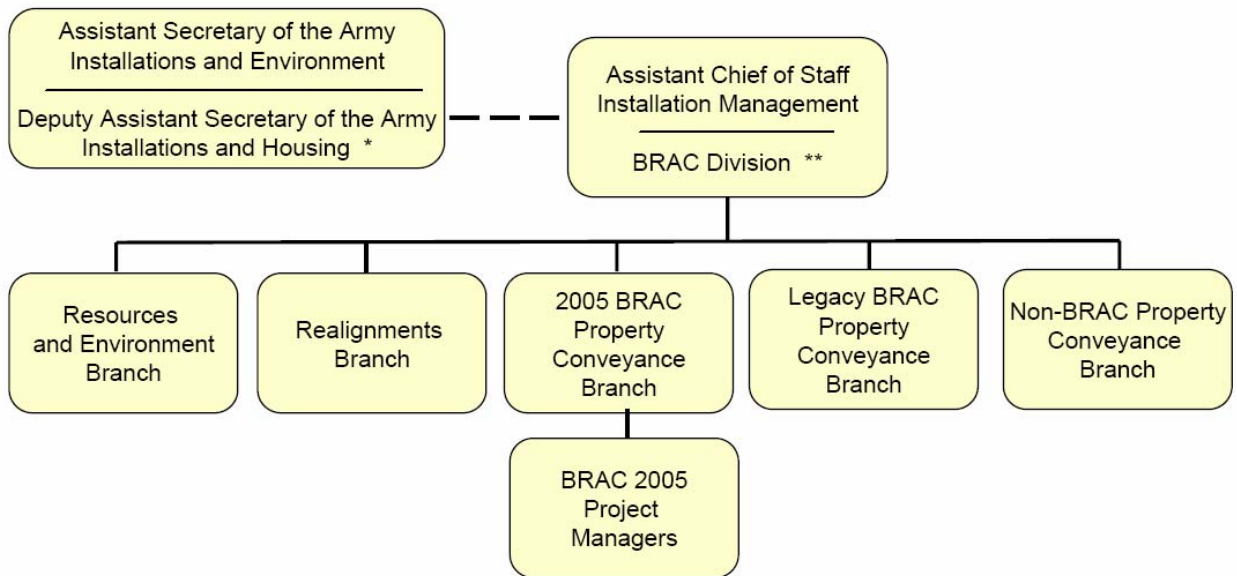 Assistant Secretary of the Army
Installations and Environment
Deputy Assistant Secretary of the Army
Installations and Housing *
Assistant Chief of Staff
Installation Management
BRAC Division **
Resources
and Environment
Branch
Realignments
Branch
2005 BRAC
Property
Conveyance
Branch
Legacy BRAC
Property
Conveyance
Branch
Non-BRAC Property
Conveyance
Branch
BRAC 2005
Project
Managers